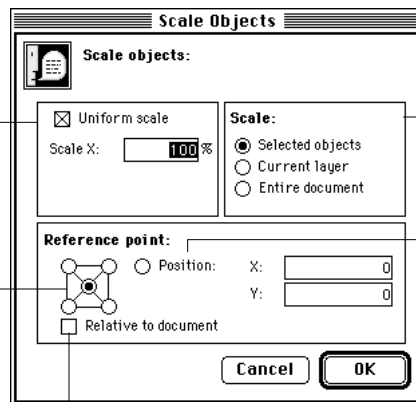 Scale Objects
Scale objects:
Uniform scale
Scale X: 100 %
Scale:
Selected objects
Current layer
Entire document
Reference point:
Position: X: 0
Y: 0
Relative to document
Cancel OK